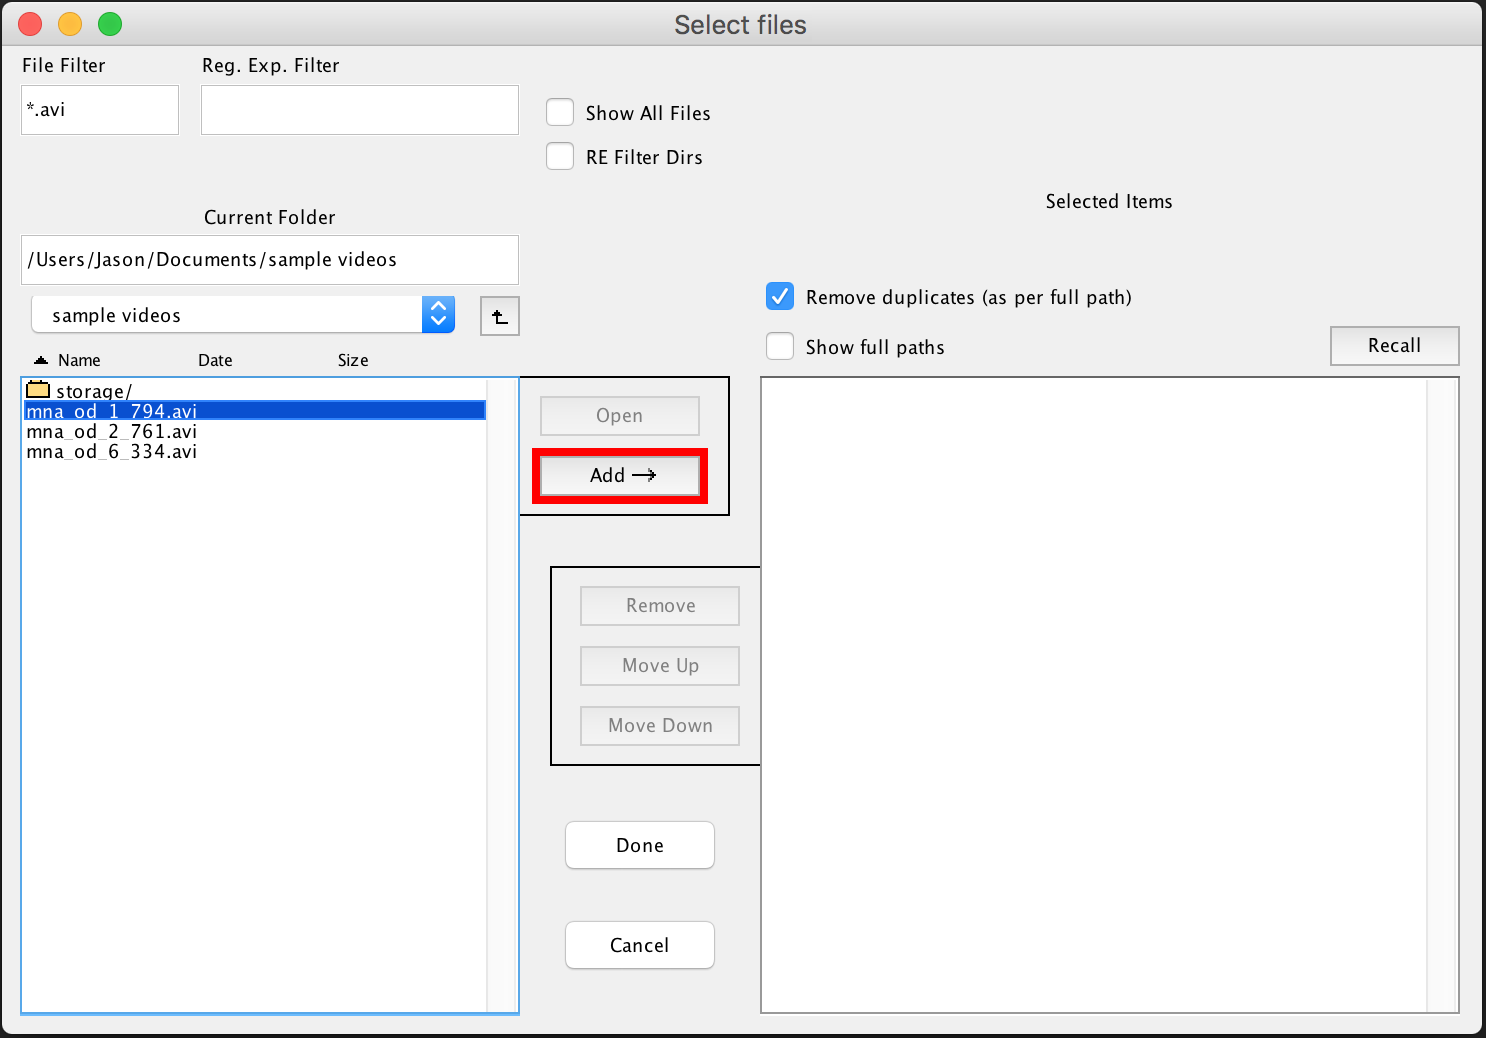 Select files
File Filter
Reg. Exp. Filter
*.avi
Show All Files
RE Filter Dirs
Selected Items
Current Folder
/Users/Jason/Documents/sample videos
Remove duplicates (as per full path)
sample videos
Show full paths
Recall
Name Date Size
storage/
mna_od_1_794.avi
mna_od_2_761.avi
mna_od_6_334.avi
Open
Add →
Remove
Move Up
Move Down
Done
Cancel